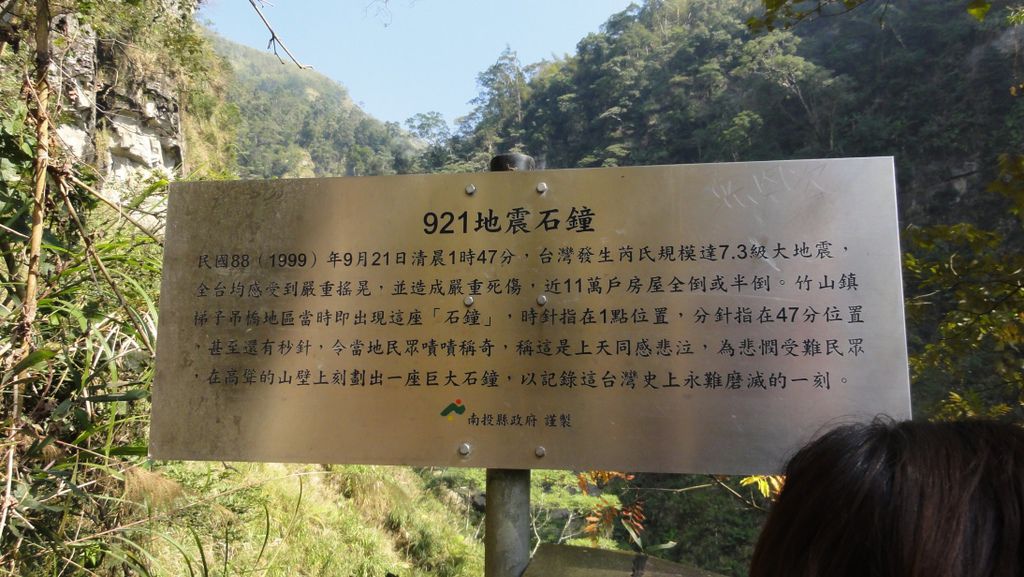 921地震石鐘
民國88（1999）年9月21日清晨1時47分，台灣發生芮氏規模達7.3級大地震，
全台均感受到嚴重搖晃，並造成嚴重死傷，近11萬戶房屋全倒或半倒。竹山鎮
梯子吊橋地區當時即出現這座「石鐘」，時針指在1點位置，分針指在47分位置
，甚至還有秒針，令當地民眾嘖嘖稱奇，稱這是上天同感悲泣，為悲憫受難民眾
，在高聳的山壁上刻劃出一座巨大石鐘，以記錄這台灣史上永難磨滅的一刻。
南投縣政府 謹製